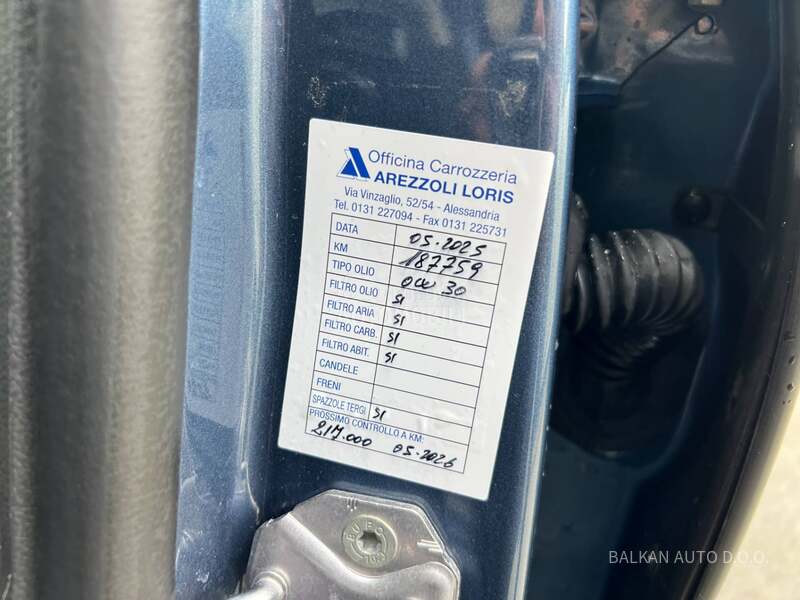 Officina Carrozzeria
AREZZOLI LORIS
Via Vinzaglio, 52/54 - Alessandria
Tel. 0131 227094 - Fax 0131 225731
DATA 05.2025
KM 187759
TIPO OLIO 0W 30
FILTRO OLIO SI
FILTRO ARIA SI
FILTRO CARB. SI
FILTRO ABIT. SI
CANDELE
FRENI
SPAZZOLE TERGI SI
PROSSIMO CONTROLLO A KM:
217.000 05.2026
BALKAN AUTO D.O.O.